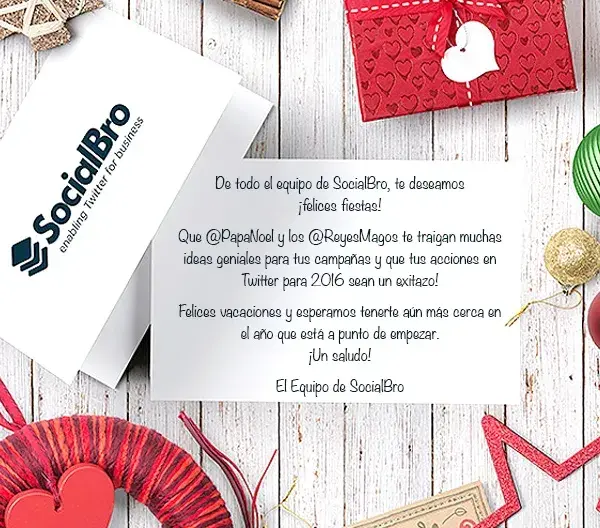 SocialBro
enabling Twitter for business
De todo el equipo de SocialBro, te deseamos
¡felices fiestas!
Que @PapaNoel y los @ReyesMagos te traigan muchas
ideas geniales para tus campañas y que tus acciones en
Twitter para 2016 sean un exitazo!
Felices vacaciones y esperamos tenerte aún más cerca en
el año que está a punto de empezar.
¡Un saludo!
El Equipo de SocialBro